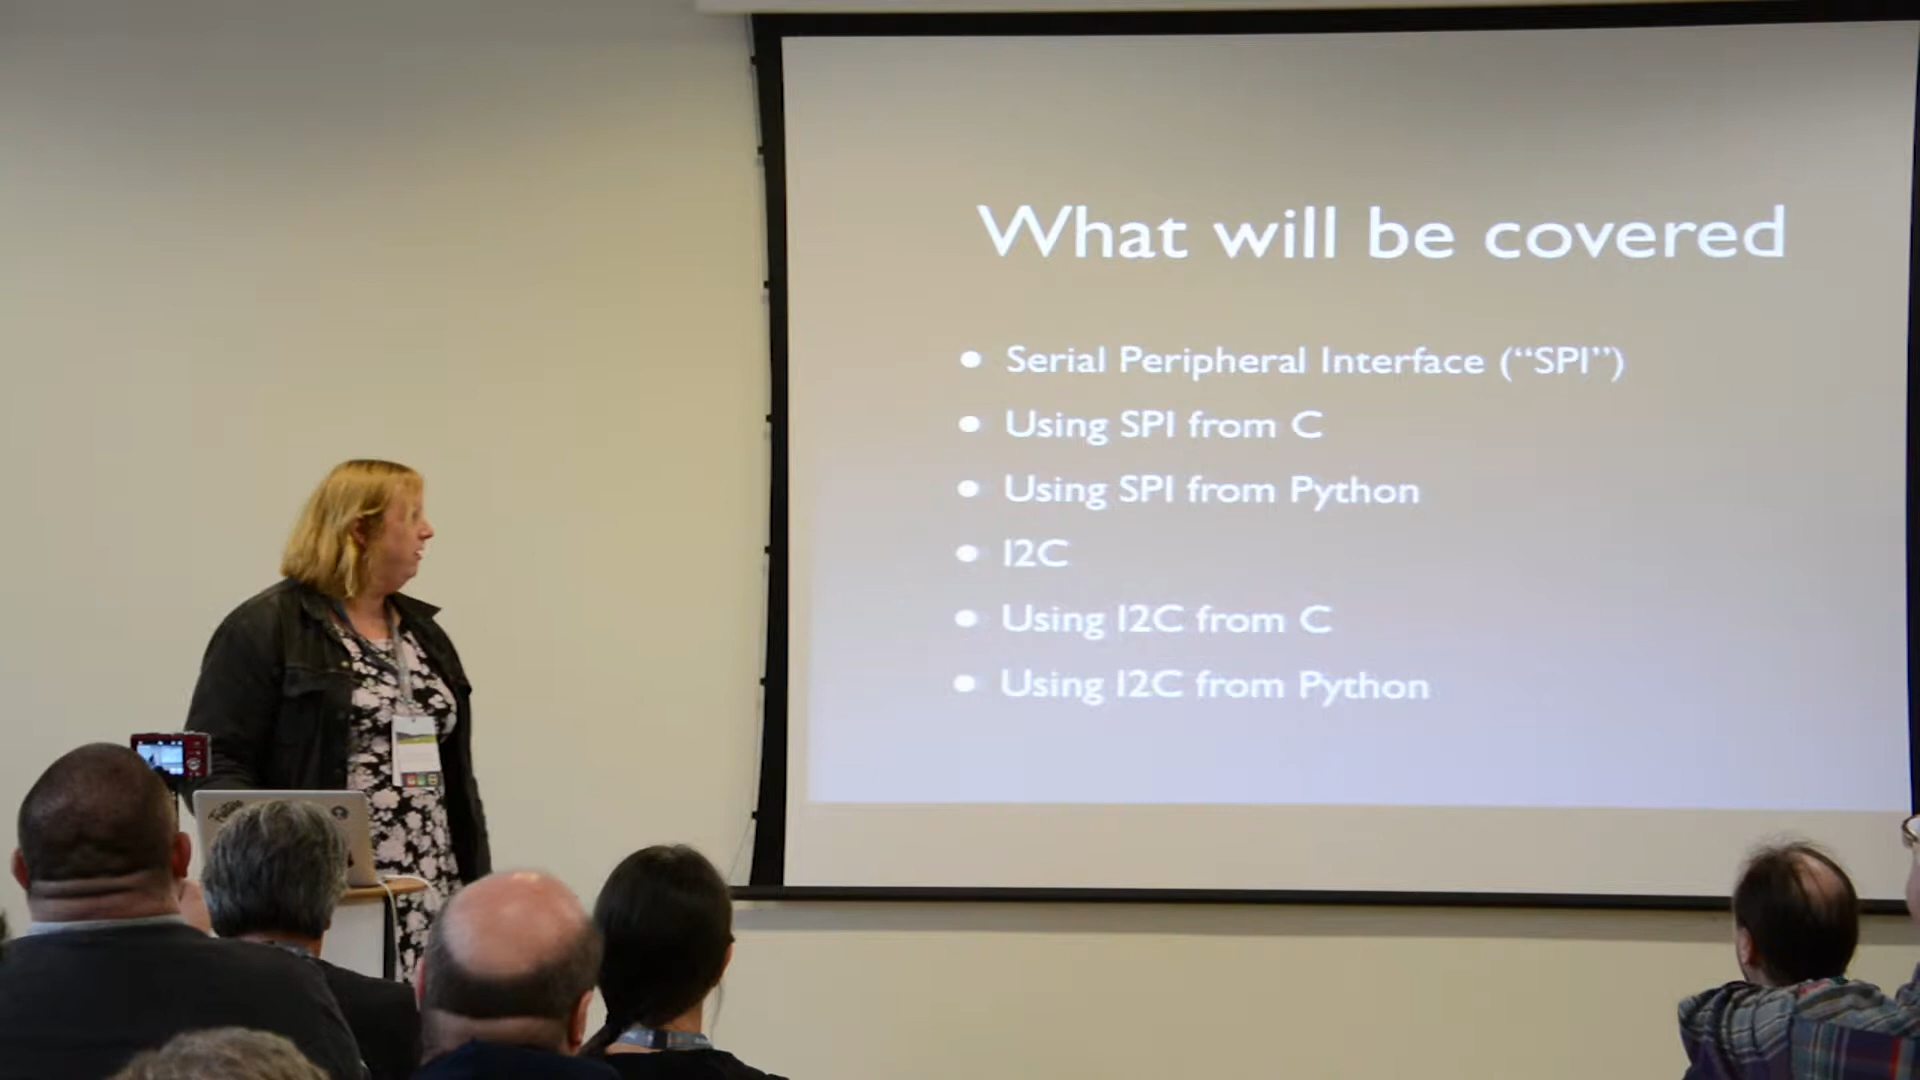 What will be covered
• Serial Peripheral Interface (“SPI”)
• Using SPI from C
• Using SPI from Python
• I2C
• Using I2C from C
• Using I2C from Python